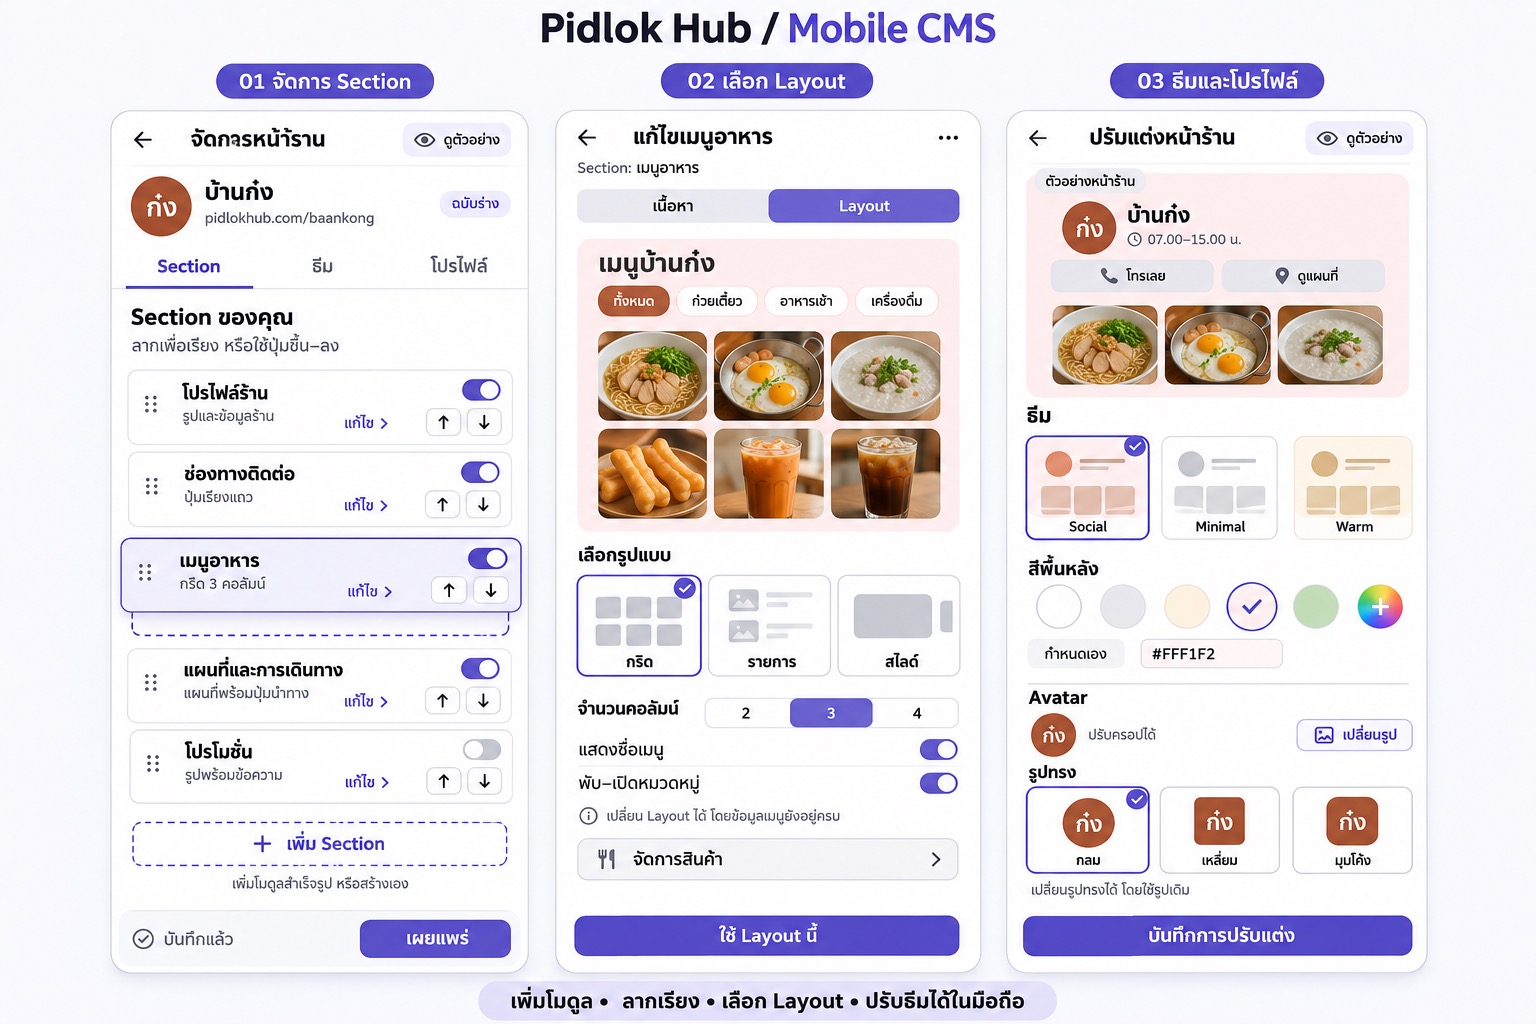 Pidlok Hub / Mobile CMS
01 จัดการ Section
จัดการหน้าร้าน
ดูตัวอย่าง
ก๋ง
บ้านก๋ง
pidlokhub.com/baankong
ฉบับร่าง
Section
ธีม
โปรไฟล์
Section ของคุณ
ลากเพื่อเรียง หรือใช้ปุ่มขึ้น–ลง
โปรไฟล์ร้าน
รูปและข้อมูลร้าน
แก้ไข >
ช่องทางติดต่อ
ปุ่มเรียงแถว
แก้ไข >
เมนูอาหาร
กริด 3 คอลัมน์
แก้ไข >
แผนที่และการเดินทาง
แผนที่พร้อมปุ่มนำทาง
แก้ไข >
โปรโมชั่น
รูปพร้อมข้อความ
แก้ไข >
+ เพิ่ม Section
เพิ่มโมดูลสำเร็จรูป หรือสร้างเอง
บันทึกแล้ว
เผยแพร่
02 เลือก Layout
แก้ไขเมนูอาหาร
Section: เมนูอาหาร
เนื้อหา
Layout
เมนูบ้านก๋ง
ทั้งหมด
ก่วยเตี๋ยว
อาหารเช้า
เครื่องดื่ม
เลือกรูปแบบ
กริด
รายการ
สไลด์
จำนวนคอลัมน์
2
3
4
แสดงชื่อเมนู
พับ–เปิดหมวดหมู่
เปลี่ยน Layout ได้ โดยข้อมูลเมนูยังอยู่ครบ
จัดการสินค้า
ใช้ Layout นี้
03 ธีมและโปรไฟล์
ปรับแต่งหน้าร้าน
ดูตัวอย่าง
ตัวอย่างหน้าร้าน
ก๋ง
บ้านก๋ง
07.00–15.00 น.
โทรเลย
ดูแผนที่
ธีม
Social
Minimal
Warm
สีพื้นหลัง
กำหนดเอง
#FFF1F2
Avatar
ก๋ง
ปรับครอปได้
เปลี่ยนรูป
รูปทรง
ก๋ง
กลม
ก๋ง
เหลี่ยม
ก๋ง
มุมโค้ง
เปลี่ยนรูปทรงได้ โดยใช้รูปเดิม
บันทึกการปรับแต่ง
เพิ่มโมดูล • ลากเรียง • เลือก Layout • ปรับธีมได้ในมือถือ